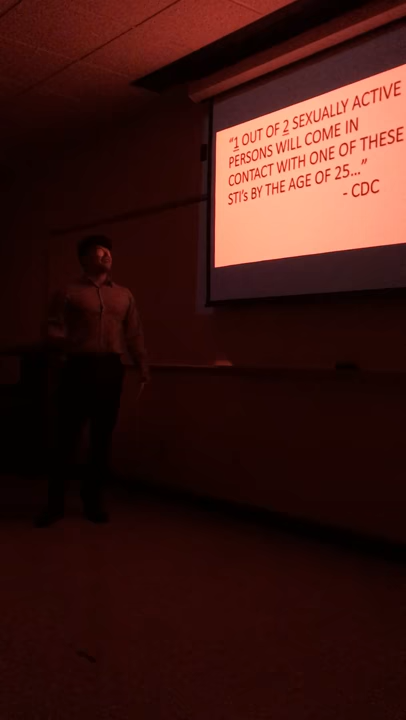 "1 OUT OF 2 SEXUALLY ACTIVE
PERSONS WILL COME IN
CONTACT WITH ONE OF THESE
STI's BY THE AGE OF 25..."
- CDC